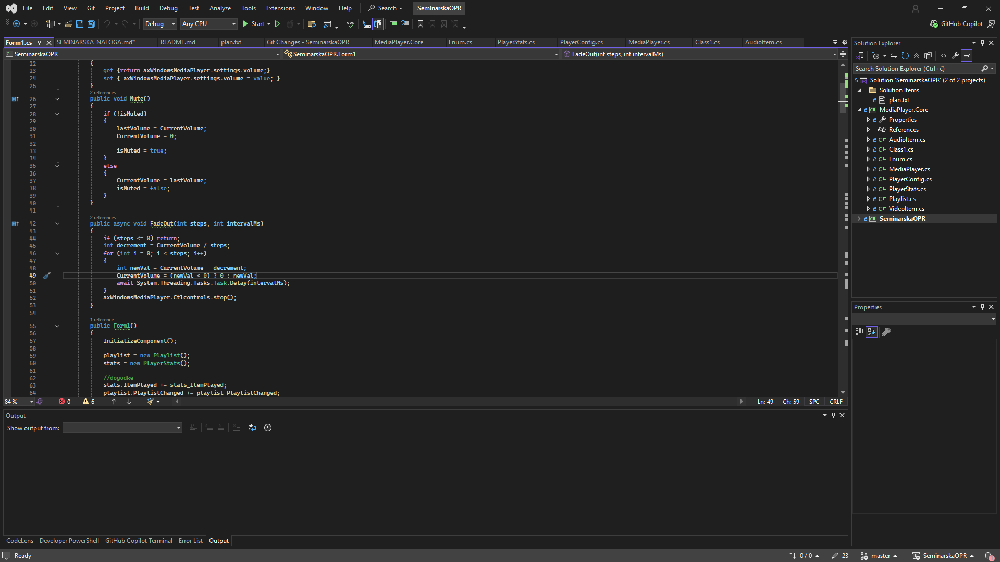 File Edit View Git Project Build Debug Test Analyze Tools Extensions Window Help Search SeminarskaOPR
Debug Any CPU Start GitHub Copilot
Form1.cs SEMINARSKA_NALOGA.md* README.md plan.txt Git Changes - SeminarskaOPR MediaPlayer.Core Enum.cs PlayerStats.cs PlayerConfig.cs MediaPlayer.cs Class1.cs AudioItem.cs
SeminarskaOPR SeminarskaOPR.Form1 FadeOut(int steps, int intervalMs)
22 {
23 get {return axWindowsMediaPlayer.settings.volume;}
24 set { axWindowsMediaPlayer.settings.volume = value; }
25 }
2 references
26 public void Mute()
27 {
28 if (!isMuted)
29 {
30 lastVolume = CurrentVolume;
31 CurrentVolume = 0;
32
33 isMuted = true;
34 }
35 else
36 {
37 CurrentVolume = lastVolume;
38 isMuted = false;
39 }
40 }
41
2 references
42 public async void FadeOut(int steps, int intervalMs)
43 {
44 if (steps <= 0) return;
45 int decrement = CurrentVolume / steps;
46 for (int i = 0; i < steps; i++)
47 {
48 int newVal = CurrentVolume - decrement;
49 CurrentVolume = (newVal < 0) ? 0 : newVal;
50 await System.Threading.Tasks.Task.Delay(intervalMs);
51 }
52 axWindowsMediaPlayer.Ctlcontrols.stop();
53 }
54
1 reference
55 public Form1()
56 {
57 InitializeComponent();
58
59 playlist = new Playlist();
60 stats = new PlayerStats();
61
62 //dogodke
63 stats.ItemPlayed += stats_ItemPlayed;
64 playlist.PlaylistChanged += playlist_PlaylistChanged;
84 % 0 6 Ln: 49 Ch: 59 SPC CRLF
Output
Show output from:
CodeLens Developer PowerShell GitHub Copilot Terminal Error List Output
Solution Explorer
Search Solution Explorer (Ctrl+č)
Solution 'SeminarskaOPR' (2 of 2 projects)
Solution Items
plan.txt
MediaPlayer.Core
Properties
References
C# AudioItem.cs
C# Class1.cs
C# Enum.cs
C# MediaPlayer.cs
C# PlayerConfig.cs
C# PlayerStats.cs
C# Playlist.cs
C# VideoItem.cs
SeminarskaOPR
Properties
Ready 0 / 0 23 master SeminarskaOPR 1